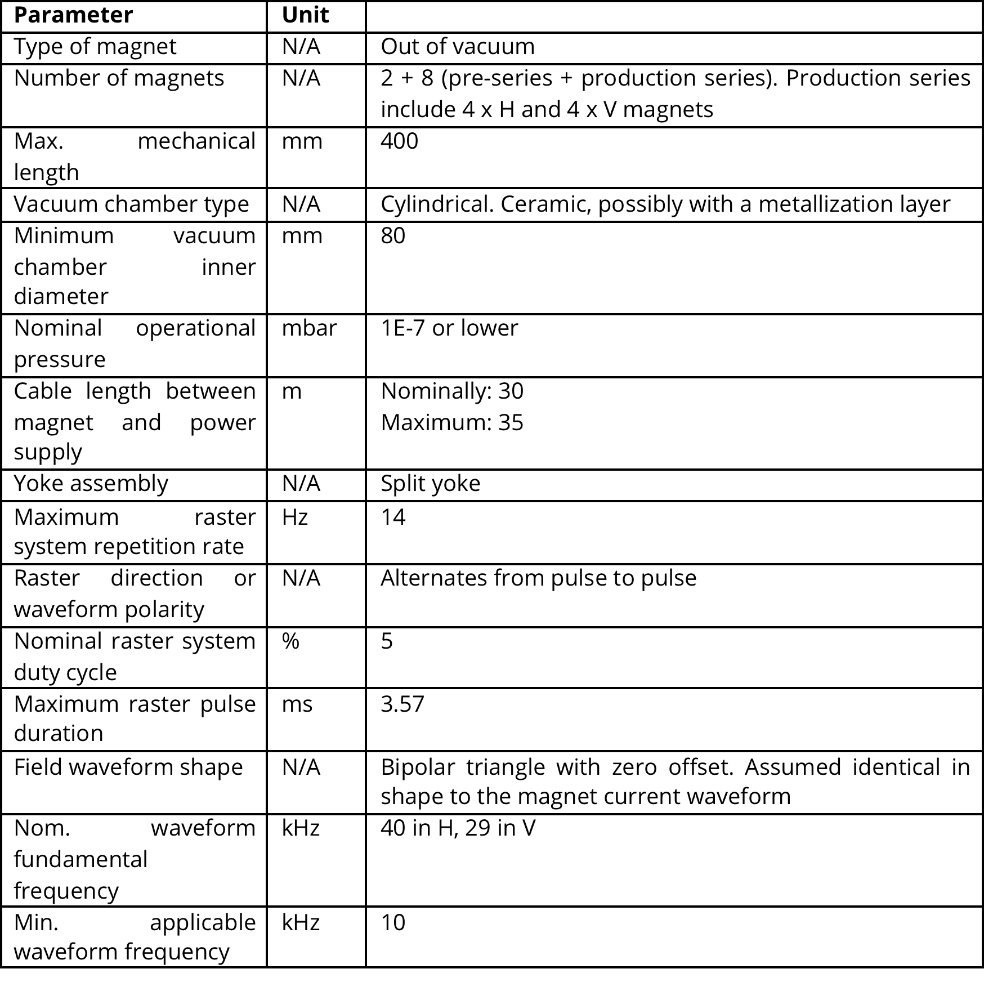 Parameter Unit
Type of magnet N/A Out of vacuum
Number of magnets N/A 2 + 8 (pre-series + production series). Production series
include 4 x H and 4 x V magnets
Max. mechanical mm 400
length
Vacuum chamber type N/A Cylindrical. Ceramic, possibly with a metallization layer
Minimum vacuum mm 80
chamber inner
diameter
Nominal operational mbar 1E-7 or lower
pressure
Cable length between m Nominally: 30
magnet and power Maximum: 35
supply
Yoke assembly N/A Split yoke
Maximum raster Hz 14
system repetition rate
Raster direction or N/A Alternates from pulse to pulse
waveform polarity
Nominal raster system % 5
duty cycle
Maximum raster pulse ms 3.57
duration
Field waveform shape N/A Bipolar triangle with zero offset. Assumed identical in
shape to the magnet current waveform
Nom. waveform kHz 40 in H, 29 in V
fundamental
frequency
Min. applicable kHz 10
waveform frequency